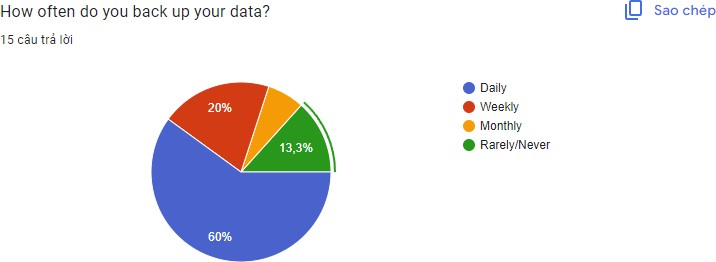 How often do you back up your data?
Sao chép
15 câu trả lời
Daily
Weekly
Monthly
Rarely/Never
20%
13,3%
60%